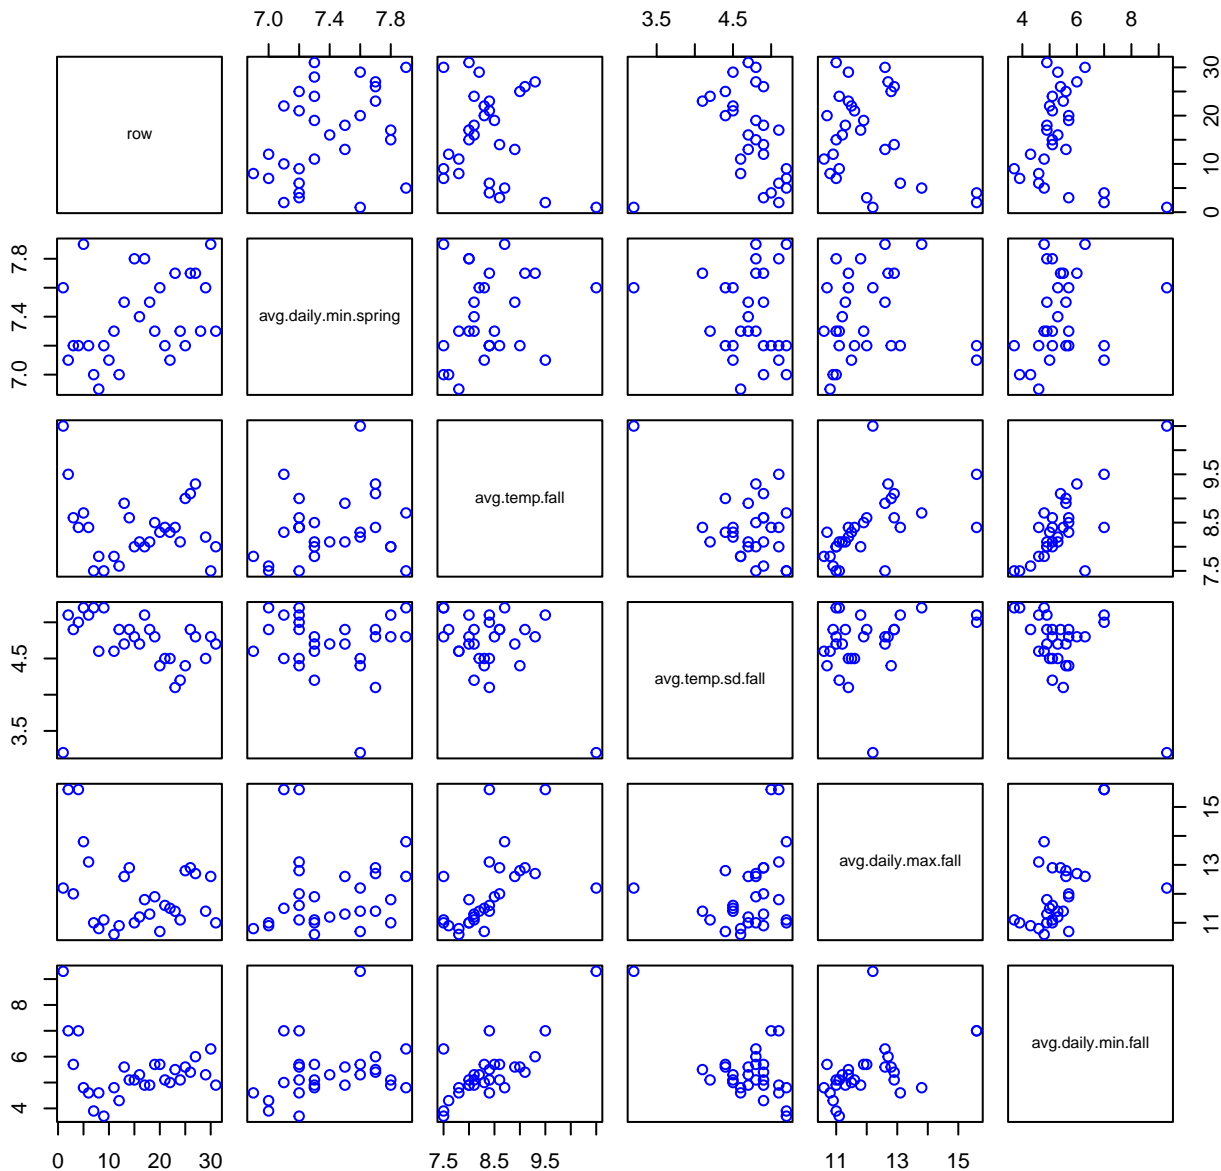 7.0 7.4 7.8 3.5 4.5 4 6 8
row
0 10 20 30
7.0 7.4 7.8
avg.daily.min.spring
avg.temp.fall
7.5 8.5 9.5
3.5 4.5
avg.temp.sd.fall
avg.daily.max.fall
11 13 15
4 6 8
avg.daily.min.fall
0 10 20 30 7.5 8.5 9.5 11 13 15